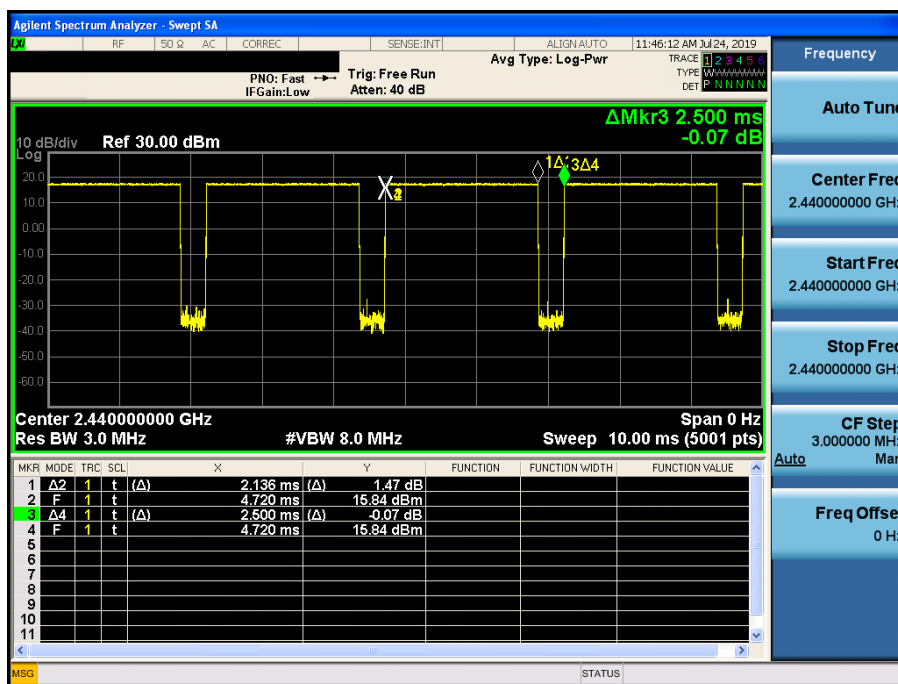 Agilent Spectrum Analyzer - Swept SA
LXI RF 50 Ω AC CORREC SENSE:INT ALIGN AUTO 11:46:12 AM Jul 24, 2019
Avg Type: Log-Pwr TRACE 1 2 3 4 5 6
PNO: Fast Trig: Free Run TYPE W
IFGain:Low Atten: 40 dB DET P N N N N N
ΔMkr3 2.500 ms
-0.07 dB
10 dB/div Ref 30.00 dBm
Log
1Δ 3Δ4
20.0
10.0
0.00
-10.0
-20.0
-30.0
-40.0
-50.0
-60.0
Center 2.440000000 GHz Span 0 Hz
Res BW 3.0 MHz #VBW 8.0 MHz Sweep 10.00 ms (5001 pts)
MKR MODE TRC SCL X Y FUNCTION FUNCTION WIDTH FUNCTION VALUE
1 Δ2 1 t (Δ) 2.136 ms (Δ) 1.47 dB
2 F 1 t 4.720 ms 15.84 dBm
3 Δ4 1 t (Δ) 2.500 ms (Δ) -0.07 dB
4 F 1 t 4.720 ms 15.84 dBm
5
6
7
8
9
10
11
MSG STATUS
Frequency
Auto Tune
Center Freq
2.440000000 GHz
Start Freq
2.440000000 GHz
Stop Freq
2.440000000 GHz
CF Step
3.000000 MHz
Auto Man
Freq Offset
0 Hz